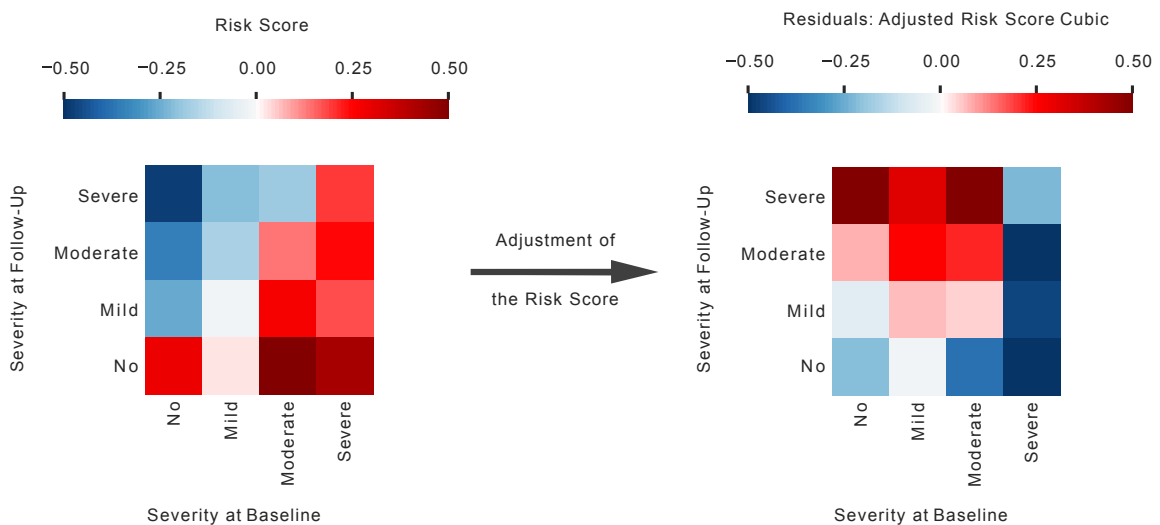 Risk Score
−0.50 −0.25 0.00 0.25 0.50
Severity at Follow-Up
Severe
Moderate
Mild
No
No Mild Moderate Severe
Severity at Baseline
Adjustment of
the Risk Score
Residuals: Adjusted Risk Score Cubic
−0.50 −0.25 0.00 0.25 0.50
Severity at Follow-Up
Severe
Moderate
Mild
No
No Mild Moderate Severe
Severity at Baseline